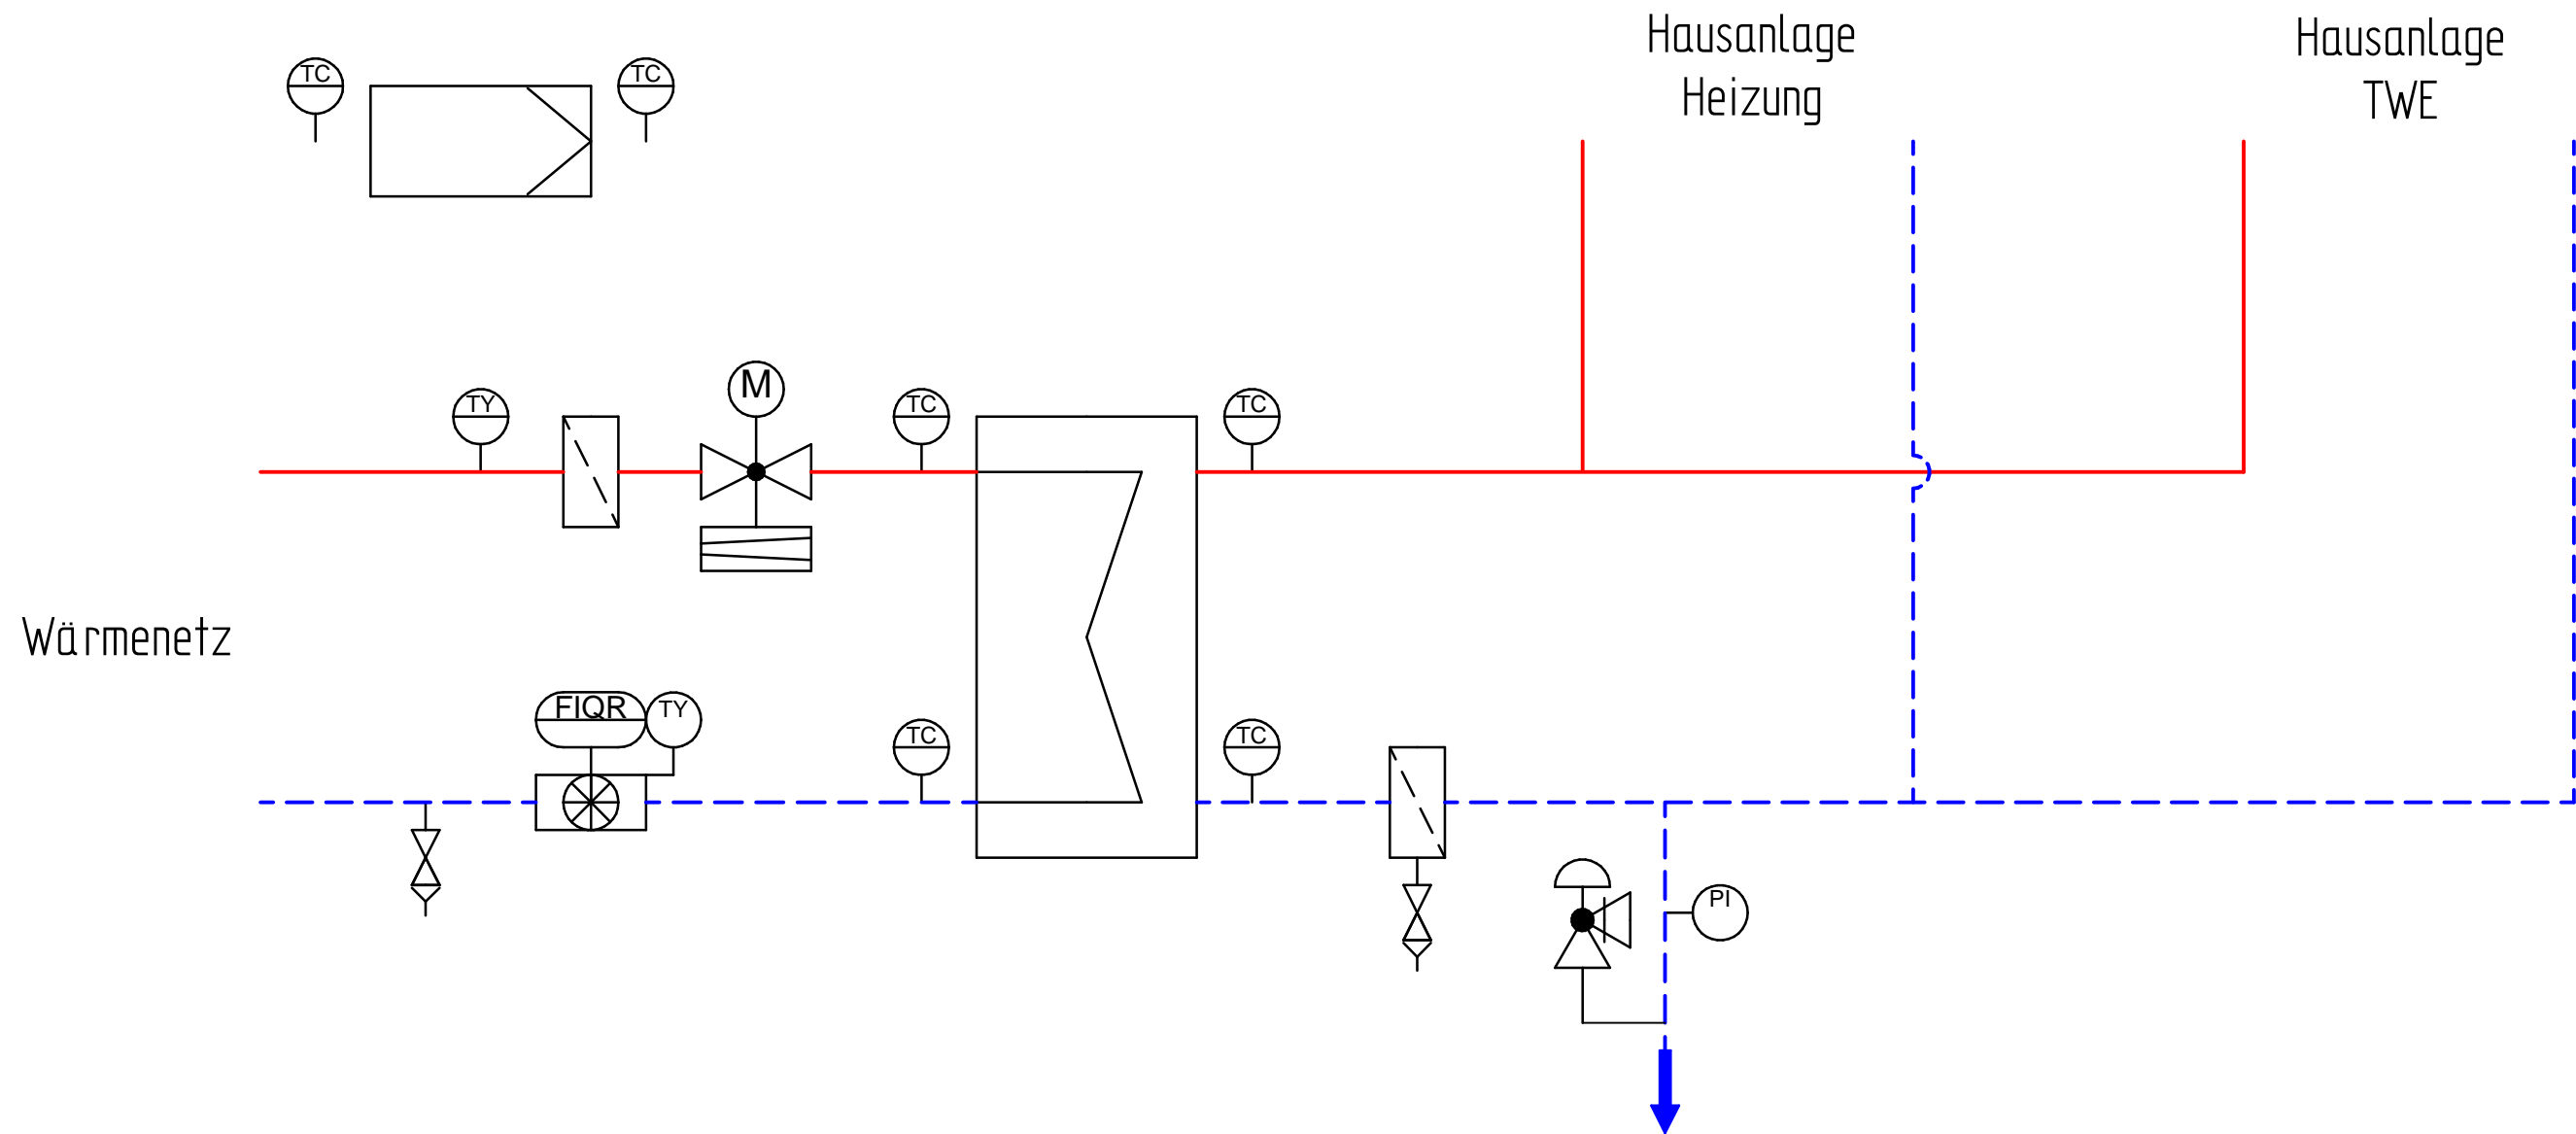 Hausanlage
Heizung
Hausanlage
TWE
TC
TC
M
TY
TC
TC
Wärmenetz
FIQR
TY
TC
TC
PI